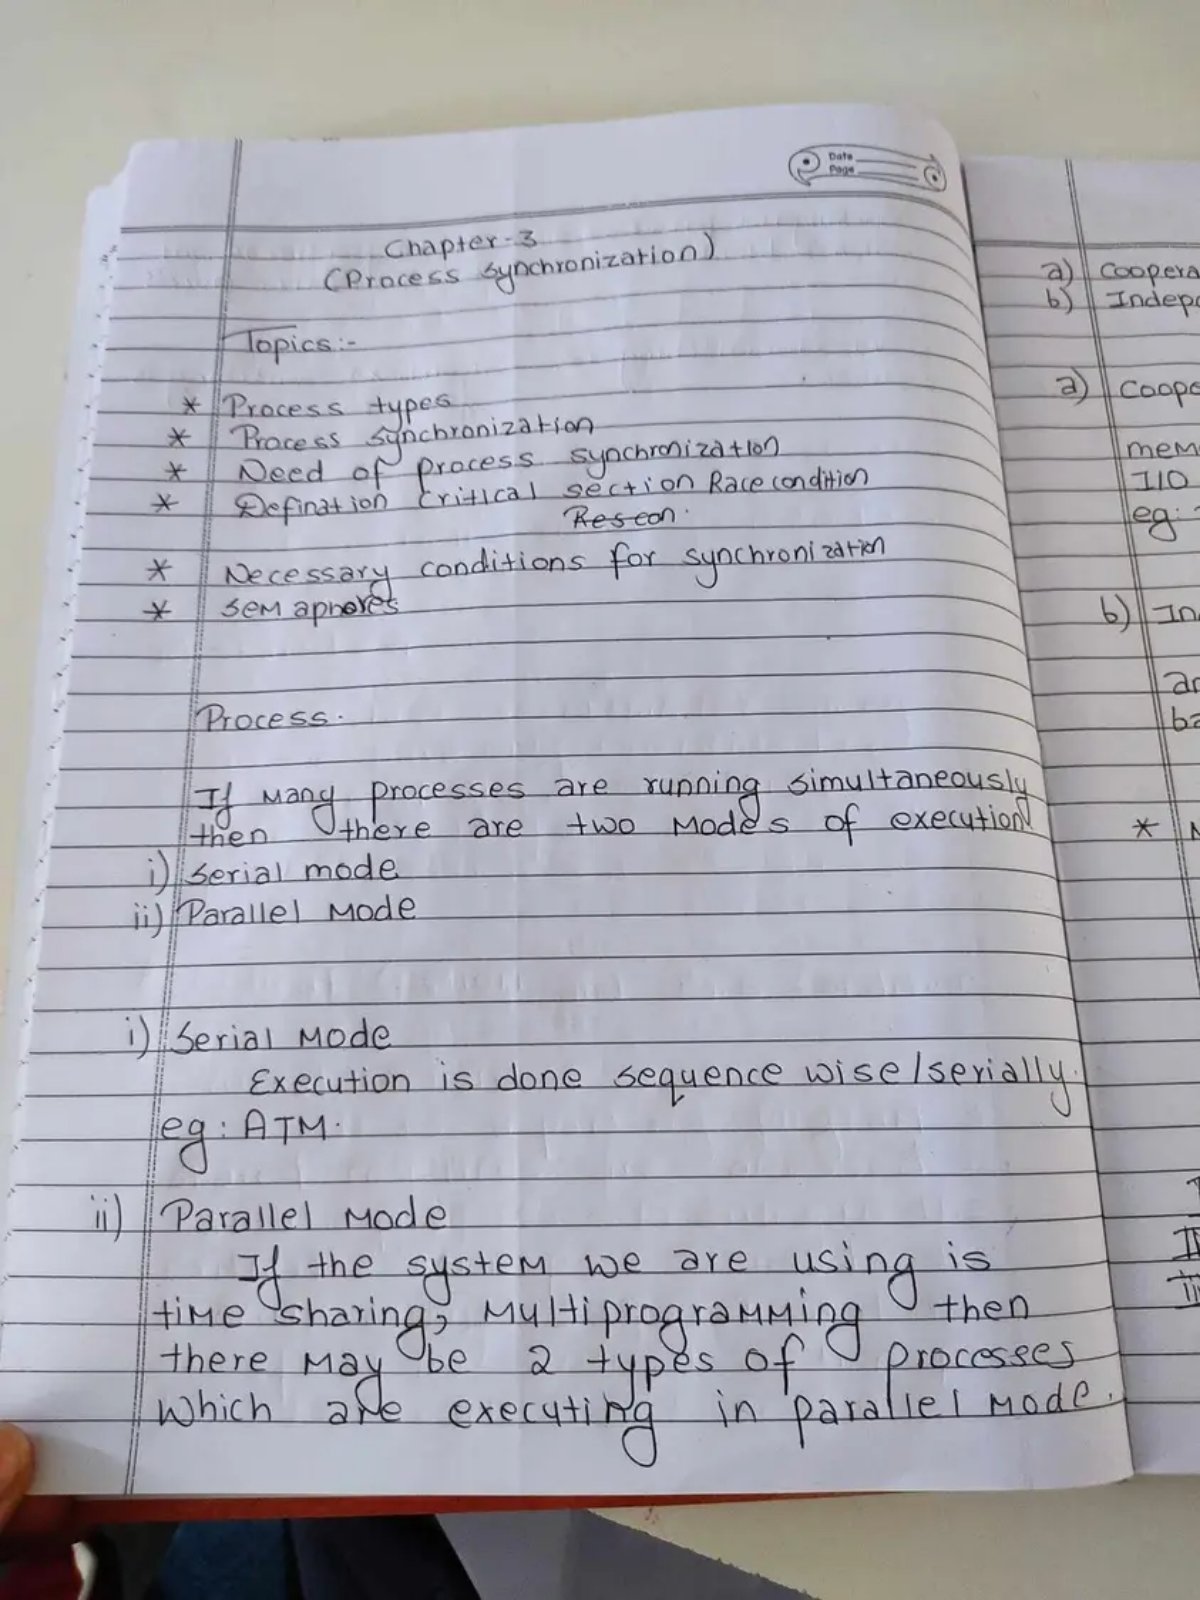 Date
Page
Chapter-3
(Process synchronization)
Topics:-
* Process types
* Process synchronization
* Need of process synchronization
* Defination critical section Race condition
Reseon.
* Necessary conditions for synchronization
* semaphores
Process.
If many processes are running simultaneously
then there are two modes of execution
i) serial mode
ii) Parallel mode
i) serial mode
Execution is done sequence wise/serially.
eg: ATM.
ii) Parallel mode
If the system we are using is
time sharing, multiprogramming then
there may be 2 types of processes
which are executing in parallel mode.
a) coopera
b) Indep
a) coope
mem
I/O
eg:
b) In
ar
ba
*